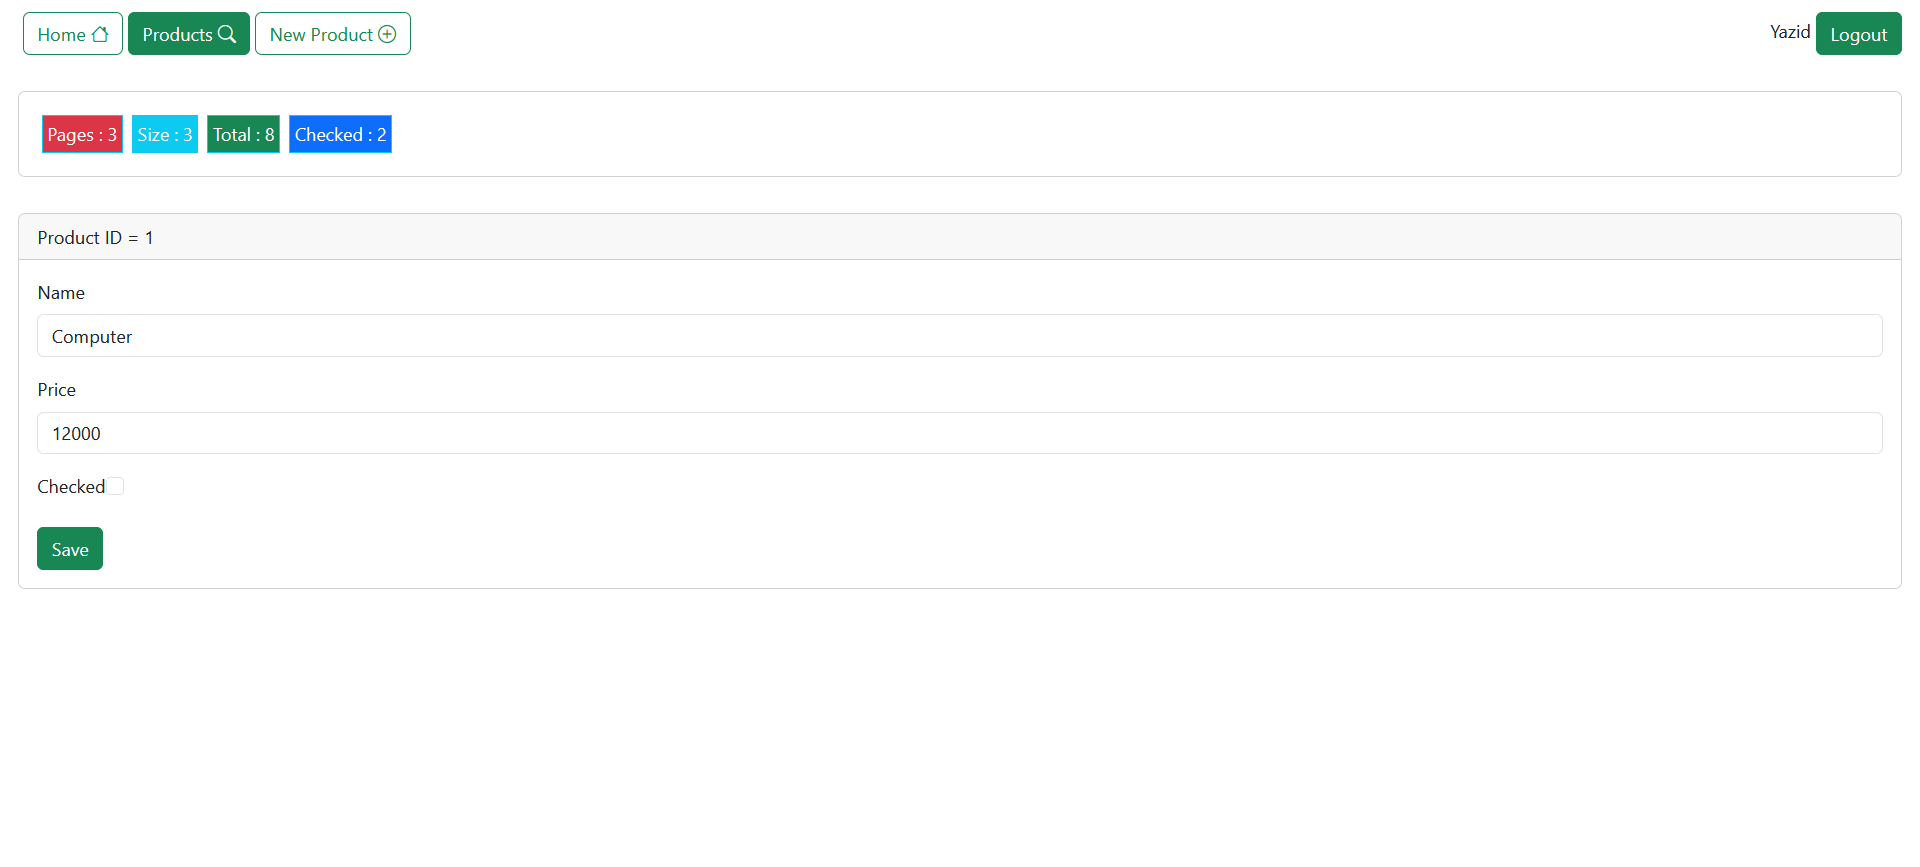 Home Products New Product Yazid Logout
Pages : 3 Size : 3 Total : 8 Checked : 2
Product ID = 1
Name
Computer
Price
12000
Checked
Save